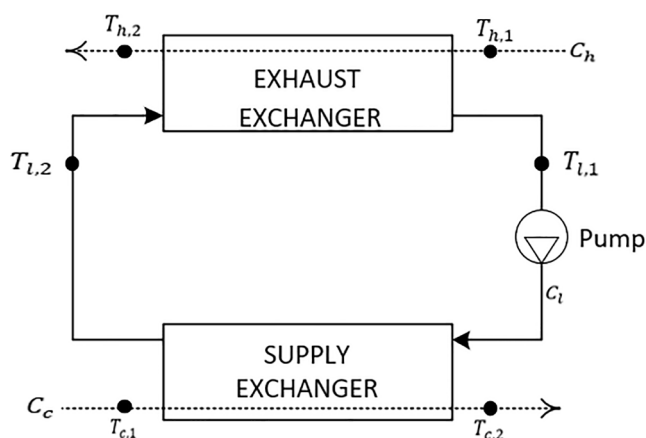 T_{h,2}
T_{h,1}
C_h
EXHAUST
EXCHANGER
T_{l,2}
T_{l,1}
Pump
C_l
SUPPLY
EXCHANGER
C_c
T_{c,1}
T_{c,2}